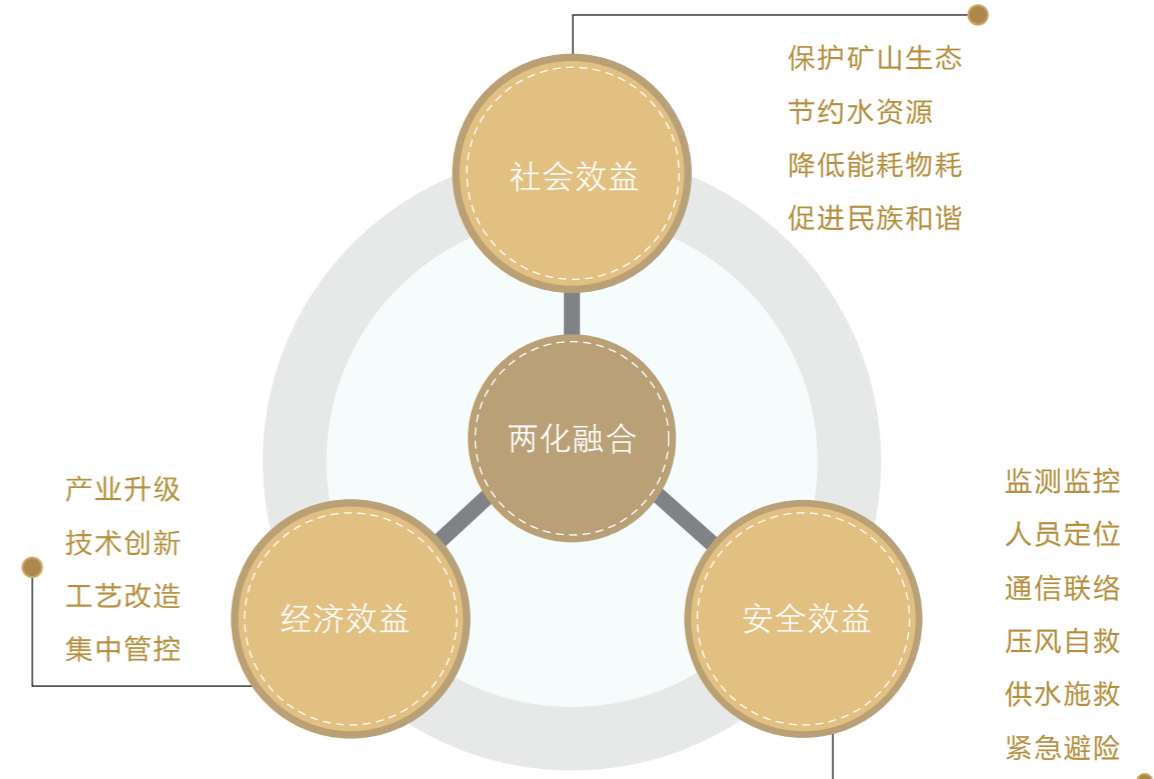 保护矿山生态
节约水资源
降低能耗物耗
促进民族和谐
社会效益
两化融合
产业升级
技术创新
工艺改造
集中管控
经济效益
安全效益
监测监控
人员定位
通信联络
压风自救
供水施救
紧急避险